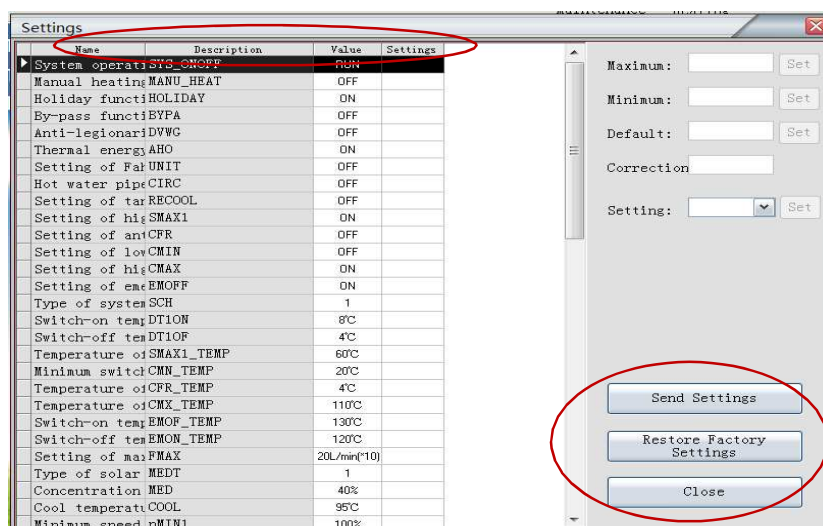 Settings
Name Description Value Settings
System operati SYS_ONOFF RUN
Manual heating MANU_HEAT OFF
Holiday functi HOLIDAY ON
By-pass functi BYPA OFF
Anti-legionari DVWG OFF
Thermal energy AHO ON
Setting of Fah UNIT OFF
Hot water pipe CIRC OFF
Setting of tan RECOOL OFF
Setting of hig SMAX1 ON
Setting of ant CFR OFF
Setting of low CMIN OFF
Setting of hig CMAX ON
Setting of eme EMOFF ON
Type of system SCH 1
Switch-on temp DT1ON 8℃
Switch-off tem DT1OF 4℃
Temperature of SMAX1_TEMP 60℃
Minimum switch CMN_TEMP 20℃
Temperature of CFR_TEMP 4℃
Temperature of CMX_TEMP 110℃
Switch-on temp EMOF_TEMP 130℃
Switch-off tem EMON_TEMP 120℃
Setting of max FMAX 20L/min(*10)
Type of solar MEDT 1
Concentration MED 40%
Cool temperatu COOL 95℃
Minimum speed nMIN1 100%
Maximum: Set
Minimum: Set
Default: Set
Correction
Setting: Set
Send Settings
Restore Factory
Settings
Close